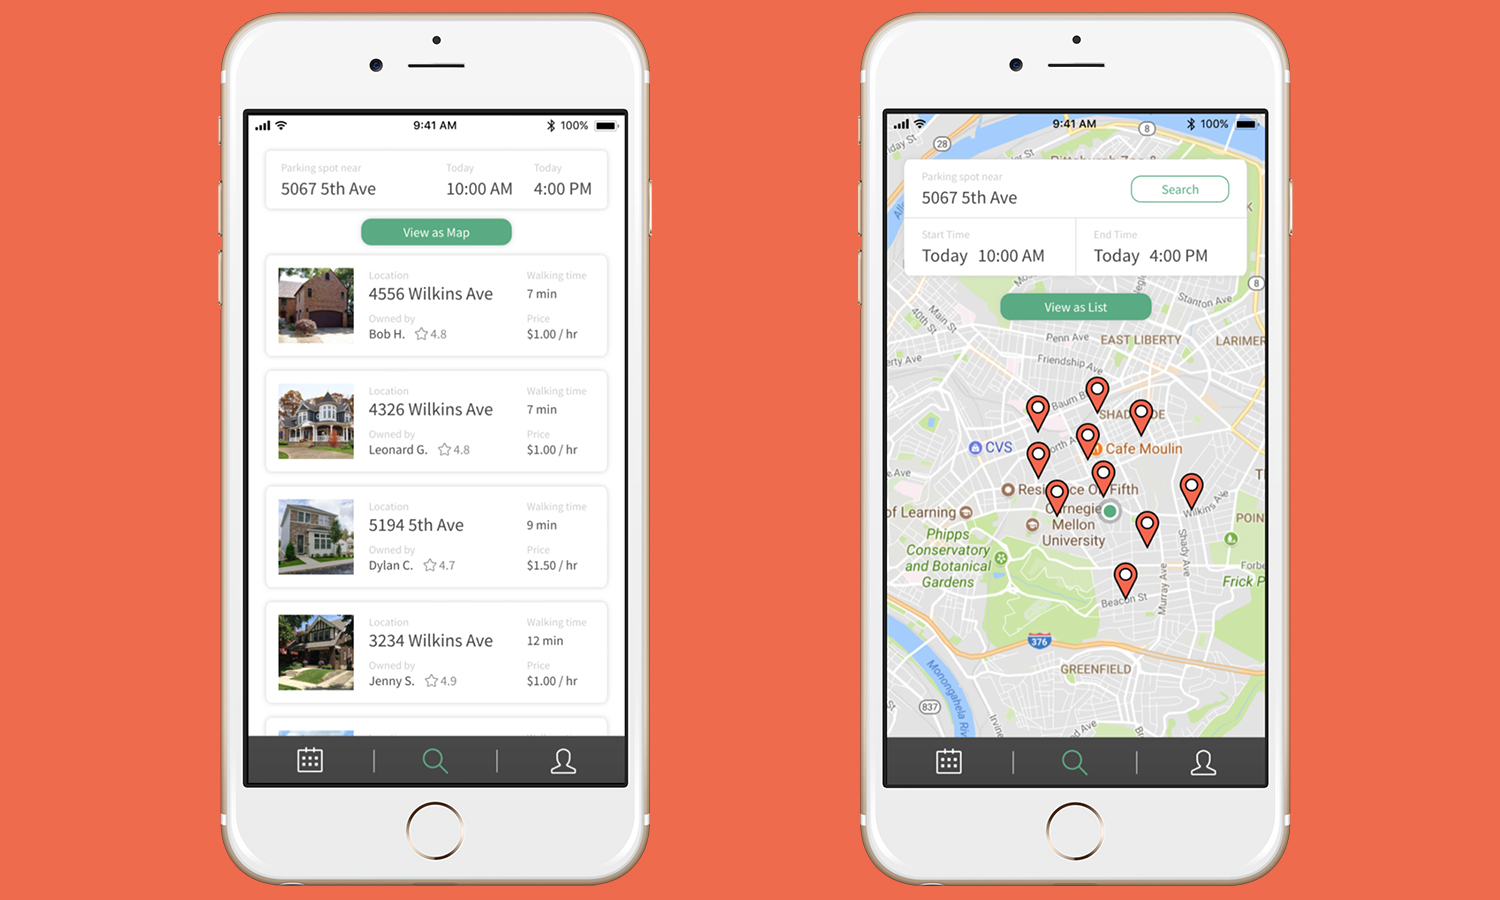 9:41 AM
100%
Parking spot near
Today
Today
5067 5th Ave
10:00 AM
4:00 PM
View as Map
Location
Walking time
4556 Wilkins Ave
7 min
Owned by
Price
Bob H.
4.8
$1.00 / hr
Location
Walking time
4326 Wilkins Ave
7 min
Owned by
Price
Leonard G.
4.8
$1.00 / hr
Location
Walking time
5194 5th Ave
9 min
Owned by
Price
Dylan C.
4.7
$1.50 / hr
Location
Walking time
3234 Wilkins Ave
12 min
Owned by
Price
Jenny S.
4.9
$1.00 / hr
9:41 AM
100%
8
28
Parking spot near
5067 5th Ave
Search
Start Time
End Time
Today 10:00 AM
Today 4:00 PM
8
View as List
Stanton Ave
Main St
40th St
Penn Ave
EAST LIBERTY
LARIMER
Friendship Ave
Baum B
CVS
Cafe Moulin
Fifth
Wilkins Ave
of Learning
Carnegie
Mellon
University
Phipps
Conservatory
and Botanical
Gardens
Shady Ave
Murray Ave
Forbe
Frick P
Beacon St
376
GREENFIELD
Monongahela Riv
837
Irvine